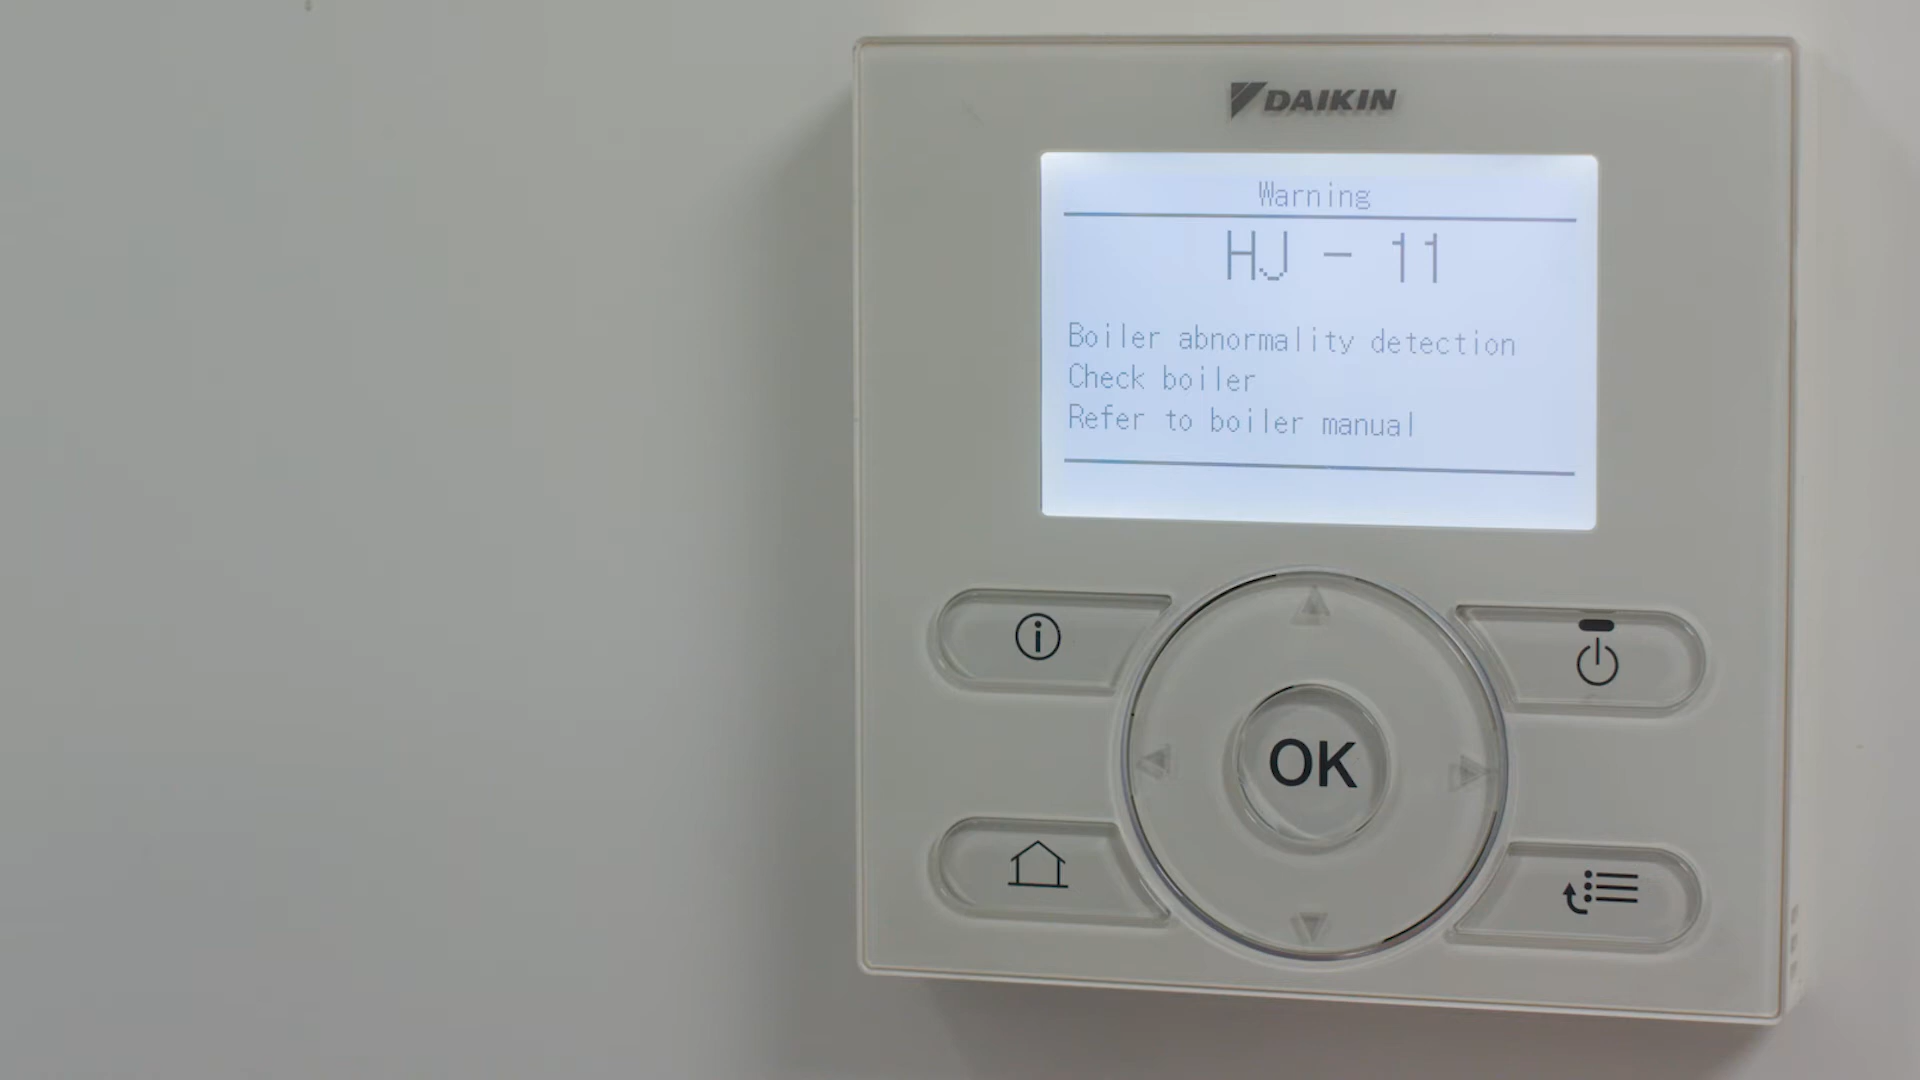 DAIKIN
Warning
HJ - 11
Boiler abnormality detection
Check boiler
Refer to boiler manual
OK